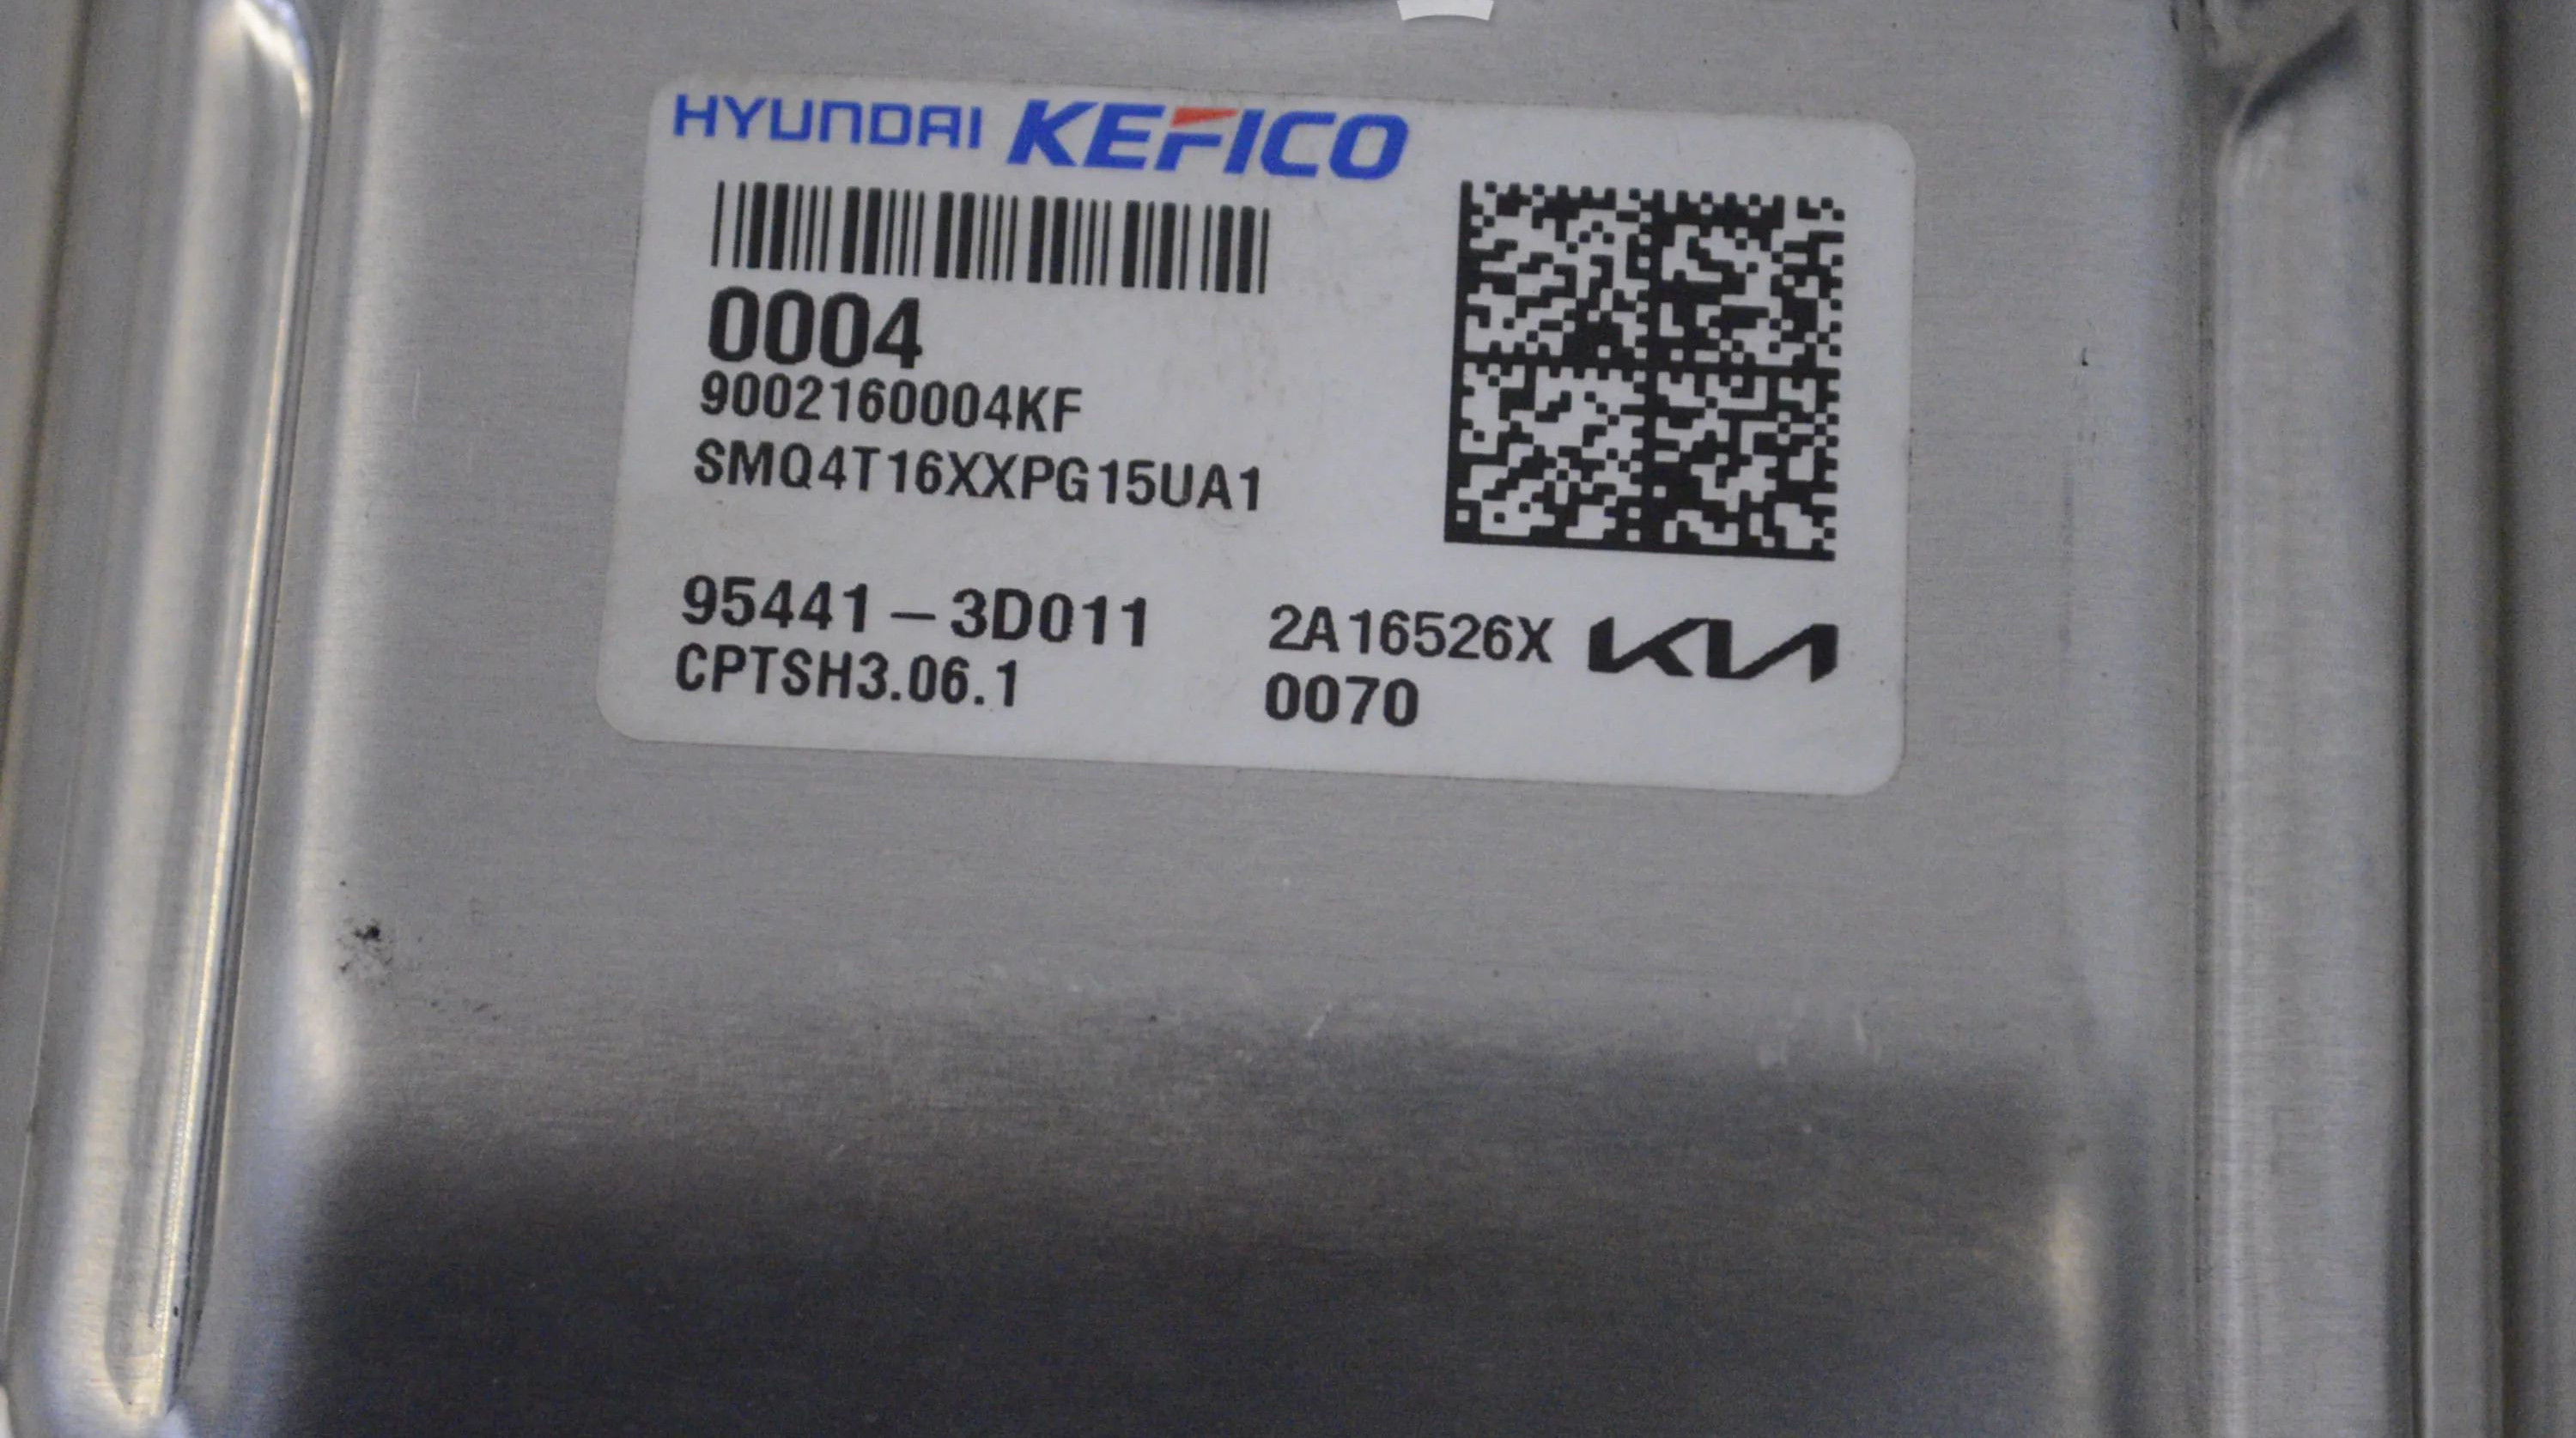 HYUNDAI KEFICO
0004
9002160004KF
SMQ4T16XXPG15UA1
95441-3D011 2A16526X KIA
CPTSH3.06.1 0070